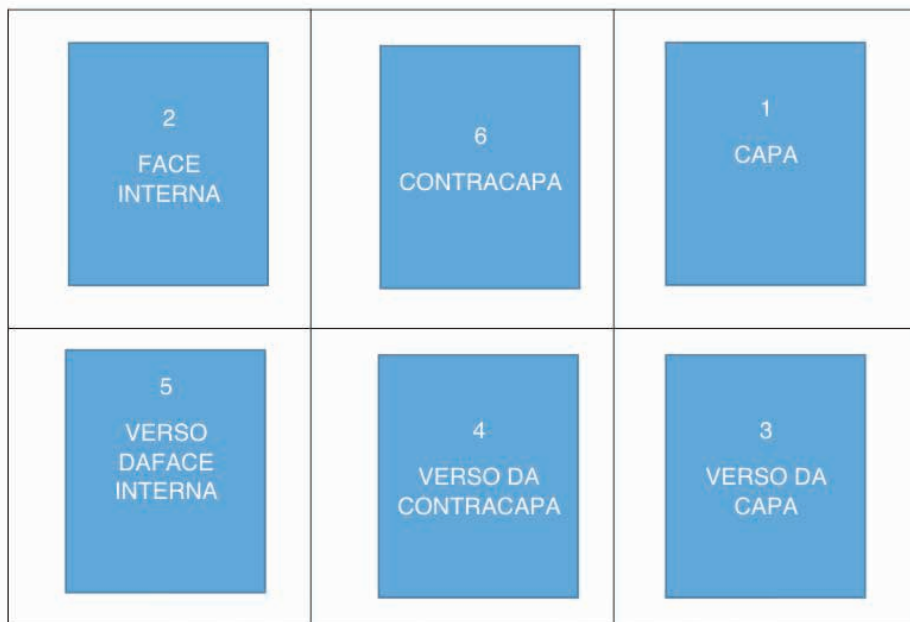 2
FACE
INTERNA
6
CONTRACAPA
1
CAPA
5
VERSO
DAFACE
INTERNA
4
VERSO DA
CONTRACAPA
3
VERSO DA
CAPA